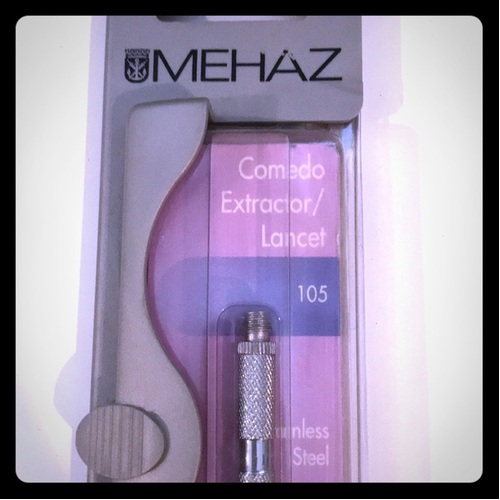 MEHAZ
Comedo
Extractor/
Lancet
105
Steel